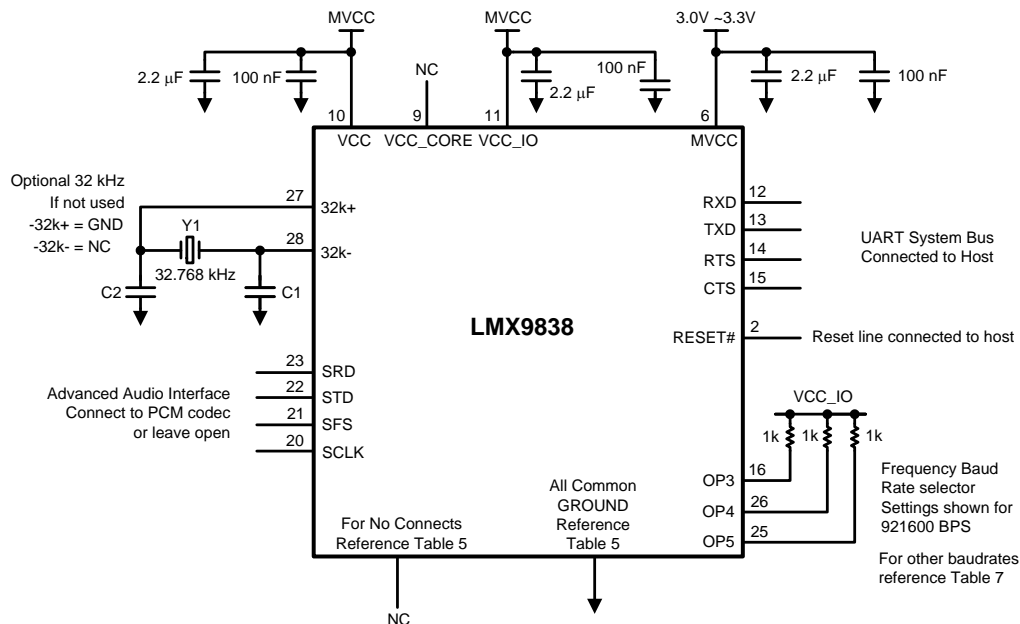 MVCC
MVCC
3.0V ~3.3V
2.2 μF
100 nF
NC
2.2 μF
100 nF
2.2 μF
100 nF
10
9
11
6
VCC
VCC_CORE
VCC_IO
MVCC
Optional 32 kHz
If not used
-32k+ = GND
-32k- = NC
27
32k+
Y1
28
32k-
32.768 kHz
C2
C1
RXD
12
TXD
13
RTS
14
CTS
15
UART System Bus
Connected to Host
LMX9838
RESET#
2
Reset line connected to host
Advanced Audio Interface
Connect to PCM codec
or leave open
23
SRD
22
STD
21
SFS
20
SCLK
VCC_IO
1k
1k
1k
OP3
16
OP4
26
OP5
25
Frequency Baud
Rate selector
Settings shown for
921600 BPS
For other baudrates
reference Table 7
For No Connects
Reference Table 5
All Common
GROUND
Reference
Table 5
NC